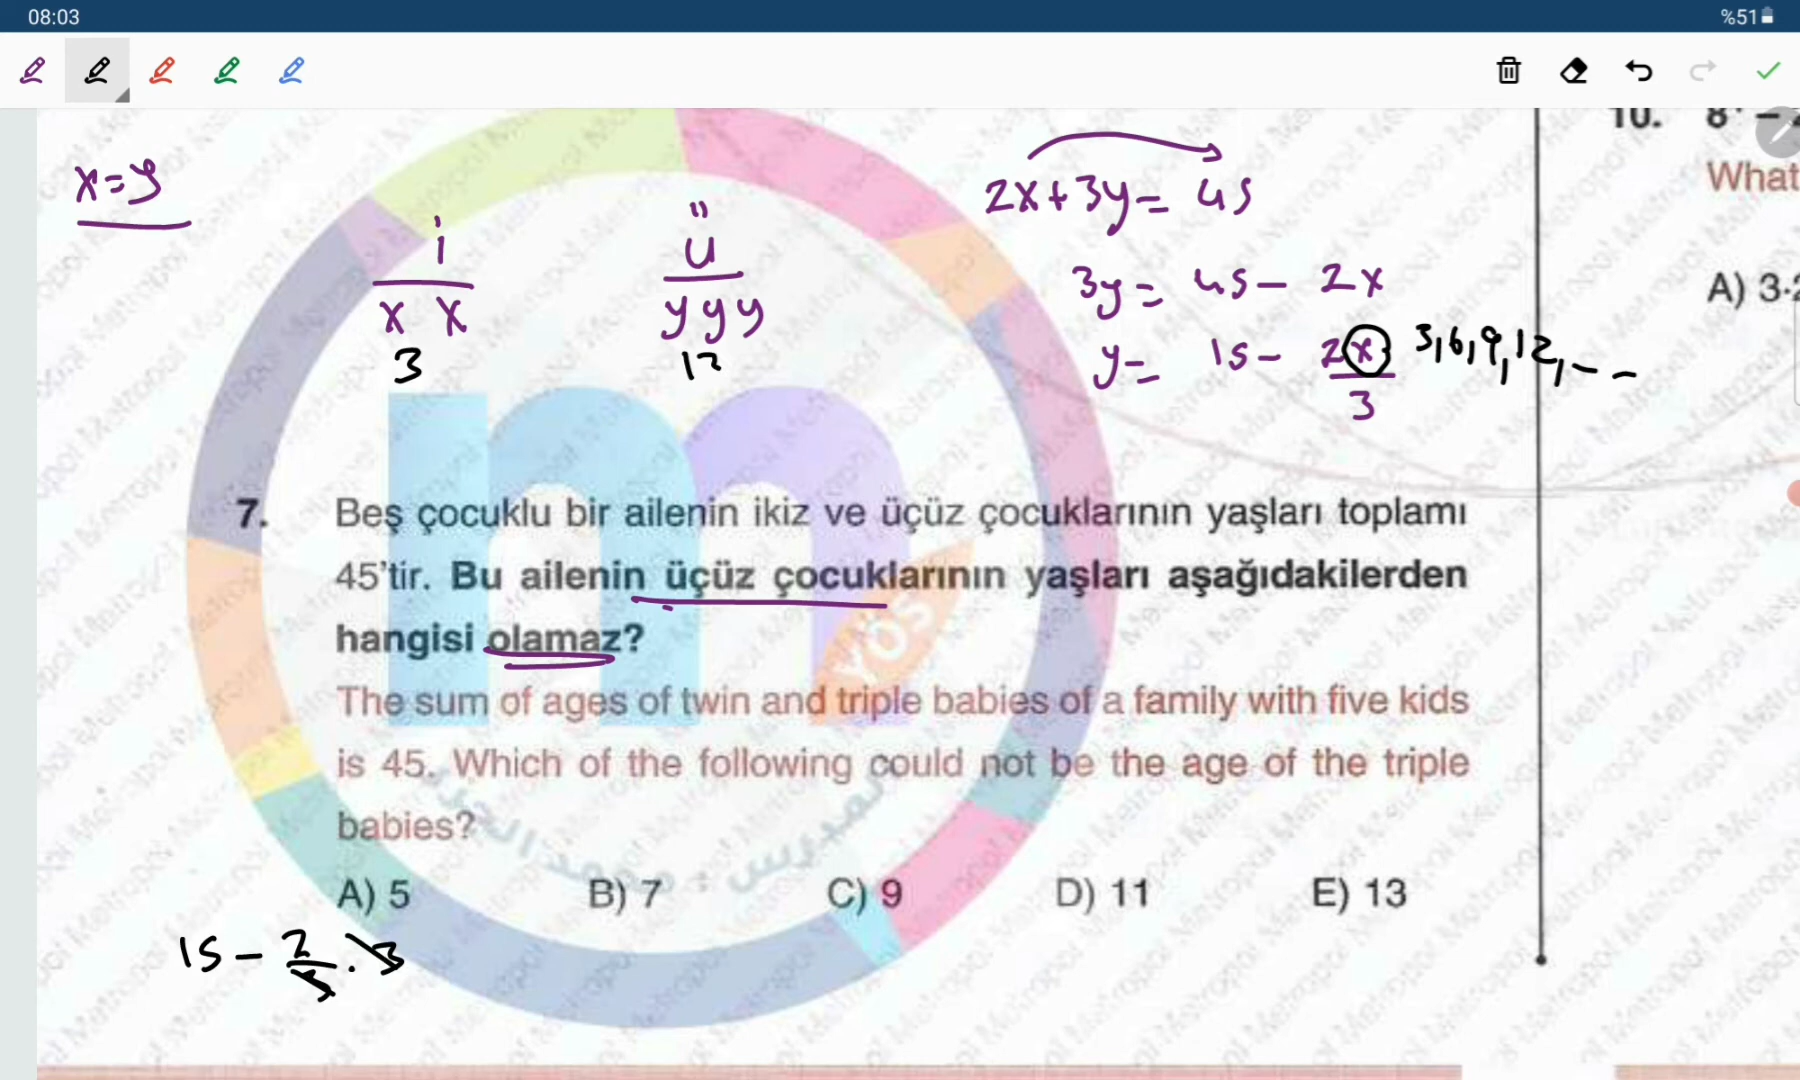 08:03
%51
x=y
i
x x
3
ü
y y y
13
2x+3y= 45
3y= 45- 2x
y= 15- 2x 3,6,9,12,--
3
10. 8
What
A) 3·2
7. Beş çocuklu bir ailenin ikiz ve üçüz çocuklarının yaşları toplamı
45'tir. Bu ailenin üçüz çocuklarının yaşları aşağıdakilerden
hangisi olamaz?
The sum of ages of twin and triple babies of a family with five kids
is 45. Which of the following could not be the age of the triple
babies?
A) 5 B) 7 C) 9 D) 11 E) 13
15- 2/3 . 3
YÖS